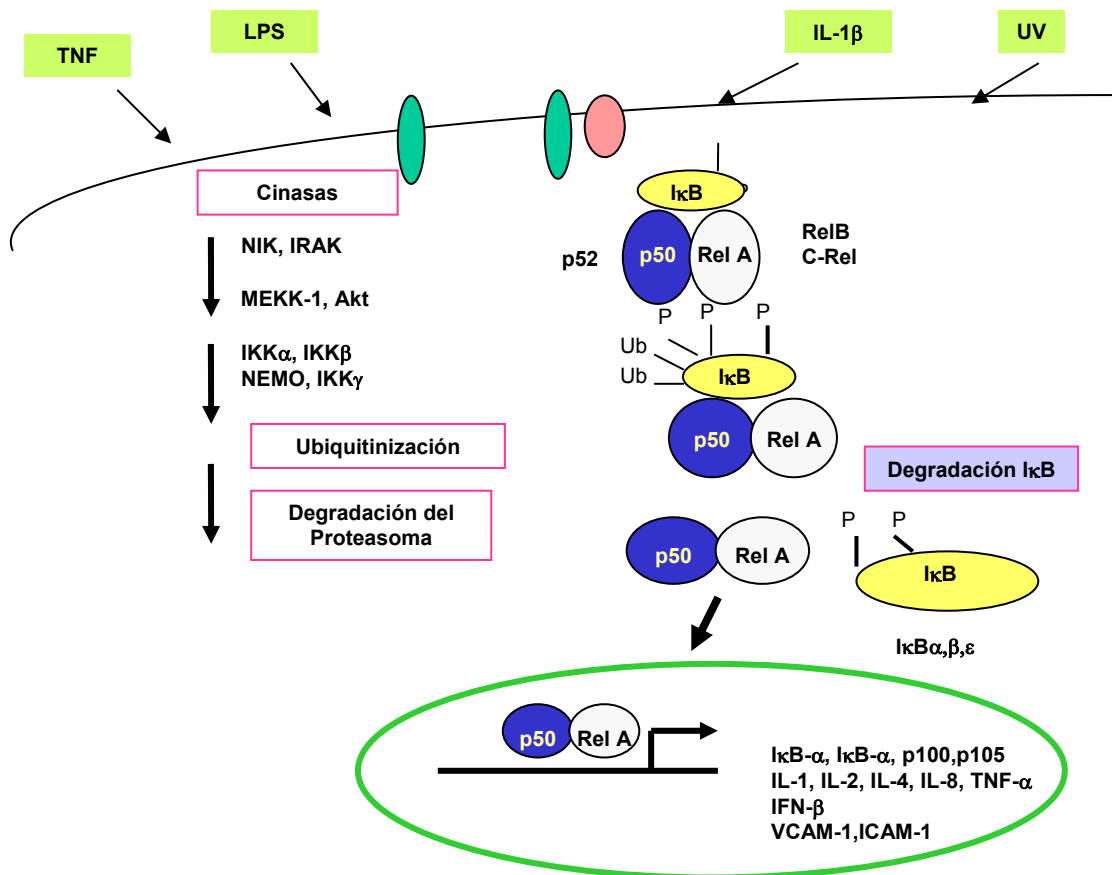 TNF
LPS
IL-1β
UV
Cinasas
NIK, IRAK
MEKK-1, Akt
IKKα, IKKβ
NEMO, IKKγ
Ubiquitinización
Degradación del
Proteasoma
IκB
P
p52
p50
Rel A
RelB
C-Rel
P
P
P
Ub
Ub
IκB
p50
Rel A
Degradación IκB
p50
Rel A
P
P
IκB
IκBα,β,ε
p50
Rel A
IκB-α, IκB-α, p100,p105
IL-1, IL-2, IL-4, IL-8, TNF-α
IFN-β
VCAM-1,ICAM-1